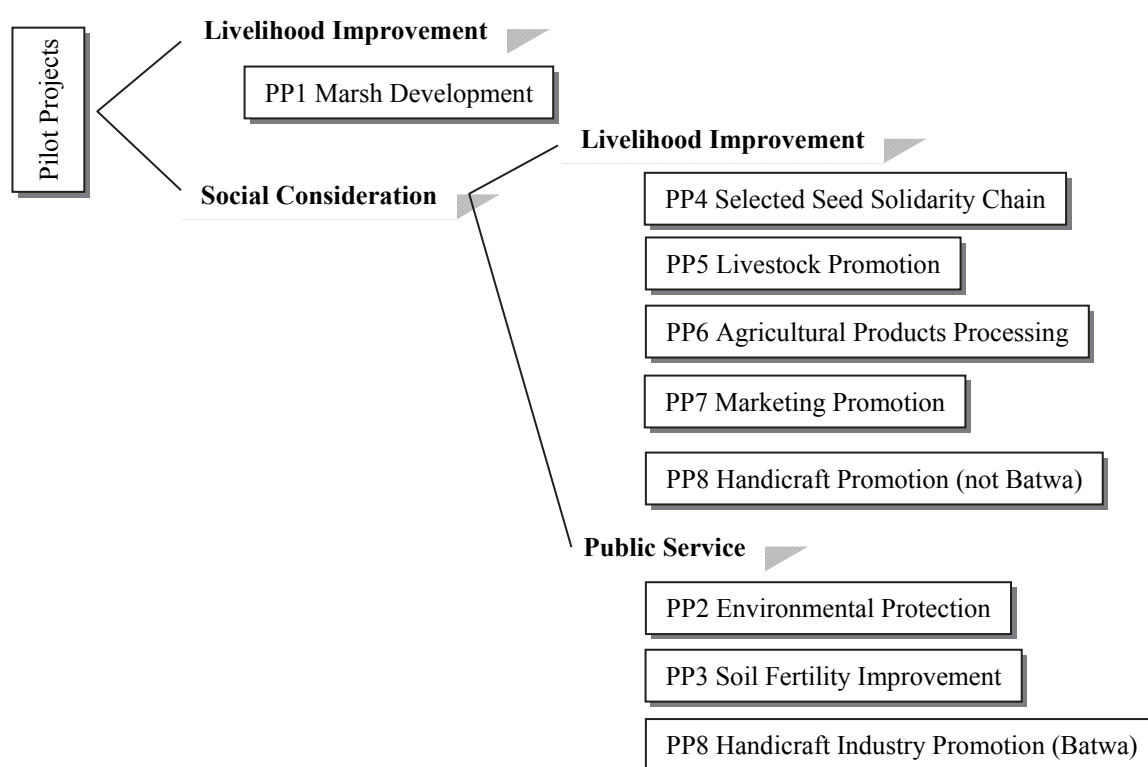 Pilot Projects
Livelihood Improvement
PP1 Marsh Development
Social Consideration
Livelihood Improvement
PP4 Selected Seed Solidarity Chain
PP5 Livestock Promotion
PP6 Agricultural Products Processing
PP7 Marketing Promotion
PP8 Handicraft Promotion (not Batwa)
Public Service
PP2 Environmental Protection
PP3 Soil Fertility Improvement
PP8 Handicraft Industry Promotion (Batwa)